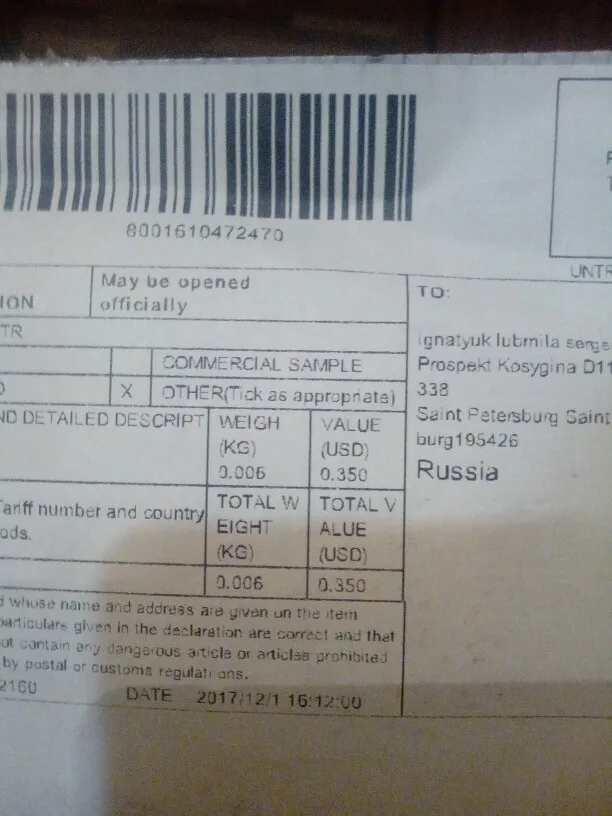 8001610472470
UNTR
ION
May be opened
officially
TO:
TR
ignatyuk lubmila serge
COMMERCIAL SAMPLE
Prospekt Kosygina D11
X OTHER(Tick as appropriate)
338
ND DETAILED DESCRIPT
WEIGH
(KG)
0.006
VALUE
(USD)
0.350
Saint Petersburg Saint
burg195426
Russia
Tariff number and country
ods.
TOTAL W
EIGHT
(KG)
0.006
TOTAL V
ALUE
(USD)
0.350
d whose name and address are given on the item
particulars given in the declaration are correct and that
not contain any dangerous article or articles prohibited
by postal or customs regulations.
2160 DATE 2017/12/1 16:12:00